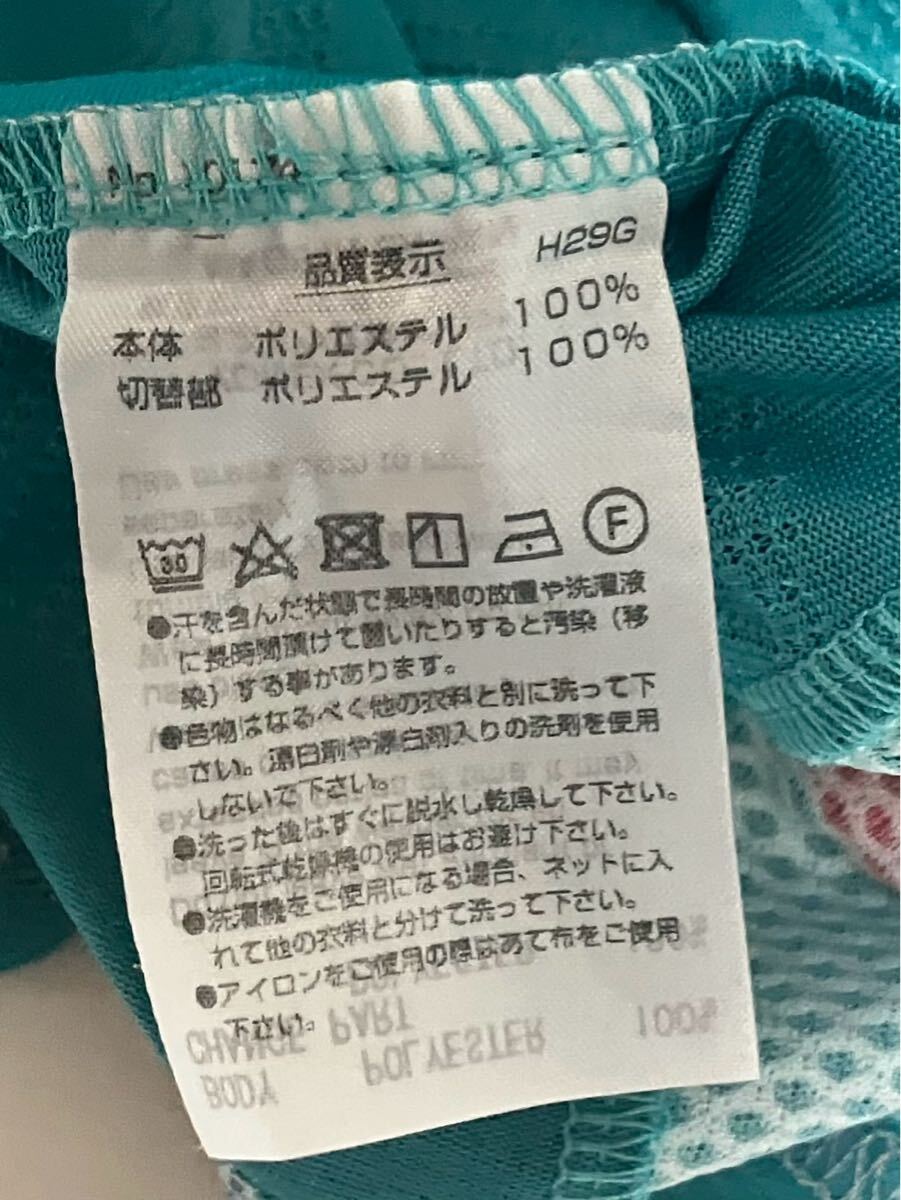 品質表示 H29G
本体 ポリエステル 100%
切替部 ポリエステル 100%
30 F
●汗を含んだ状態で長時間の放置や洗濯液
に長時間漬けて置いたりすると汚染（移
染）する事があります。
●色物はなるべく他の衣料と別に洗って下
さい。（漂白剤や漂白剤入りの洗剤を使用
しないで下さい。
●洗った後はすぐに脱水し乾燥して下さい。
回転式乾燥機の使用はお避け下さい。
●洗濯機をご使用になる場合、ネットに入
れて他の衣料と分けて洗って下さい。
●アイロンをご使用の際はあて布をご使用
下さい。
CHANGE PART
BODY POLYESTER 100%